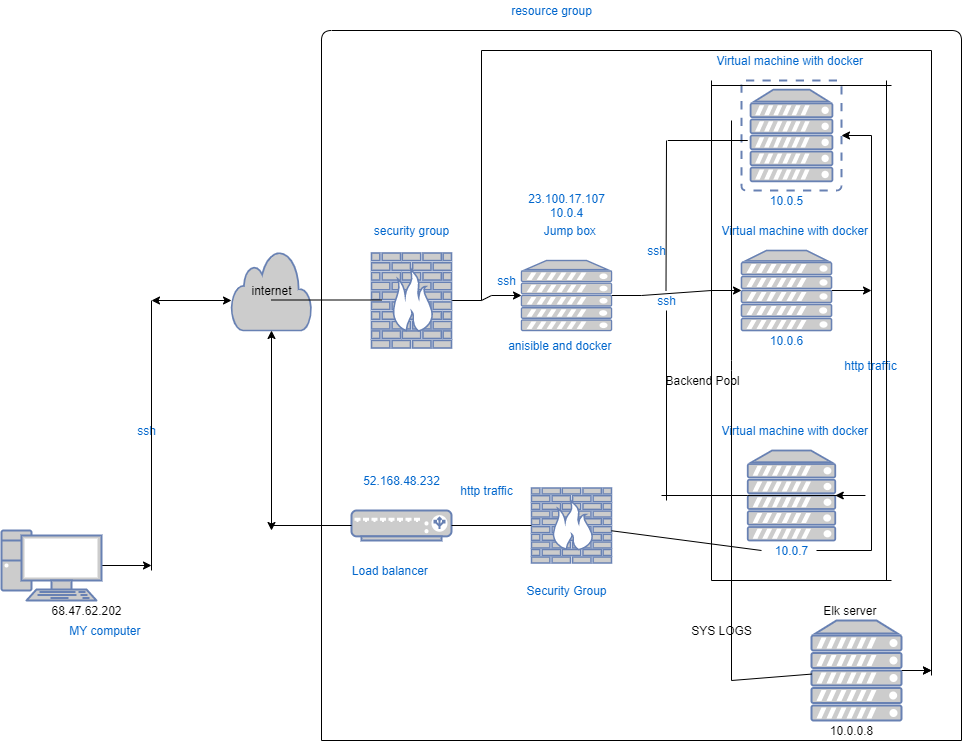 resource group
Virtual machine with docker
10.0.5
23.100.17.107
10.0.4
Jump box
security group
Virtual machine with docker
ssh
ssh
internet
ssh
10.0.6
anisible and docker
http traffic
Backend Pool
ssh
Virtual machine with docker
52.168.48.232
http traffic
10.0.7
Load balancer
Security Group
68.47.62.202
MY computer
Elk server
SYS LOGS
10.0.0.8